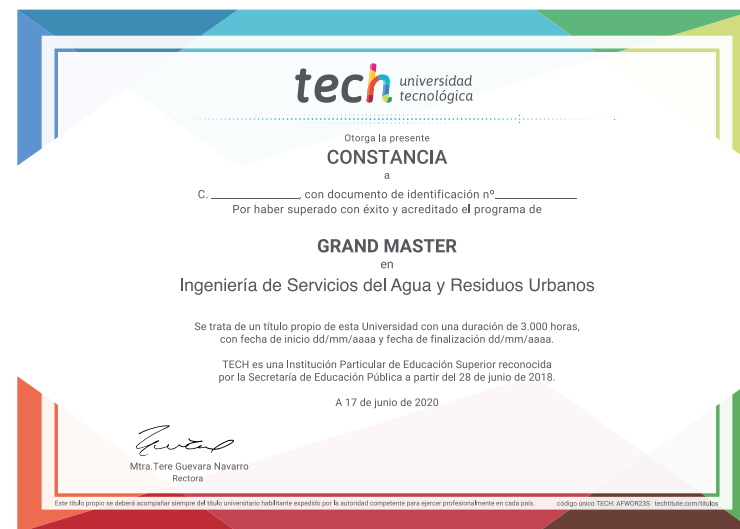 tech universidad
tecnológica
Otorga la presente
CONSTANCIA
a
C. ____________, con documento de identificación nº____________
Por haber superado con éxito y acreditado el programa de
GRAND MASTER
en
Ingeniería de Servicios del Agua y Residuos Urbanos
Se trata de un título propio de esta Universidad con una duración de 3.000 horas,
con fecha de inicio dd/mm/aaaa y fecha de finalización dd/mm/aaaa.
TECH es una Institución Particular de Educación Superior reconocida
por la Secretaría de Educación Pública a partir del 28 de junio de 2018.
A 17 de junio de 2020
Mtra.Tere Guevara Navarro
Rectora
Este título propio se deberá acompañar siempre del título universitario habilitante expedido por la autoridad competente para ejercer profesionalmente en cada país. código único TECH: AFWOR23S techtitute.com/titulos